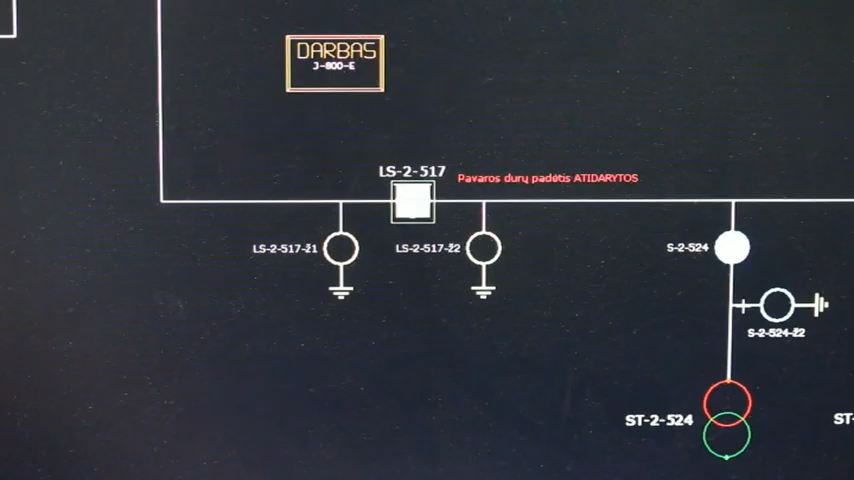 DARBAS
J-800-E
LS-2-517
Pavaros durų padėtis ATIDARYTOS
LS-2-517-Ž1
LS-2-517-Ž2
S-2-524
S-2-524-Ž2
ST-2-524
ST-